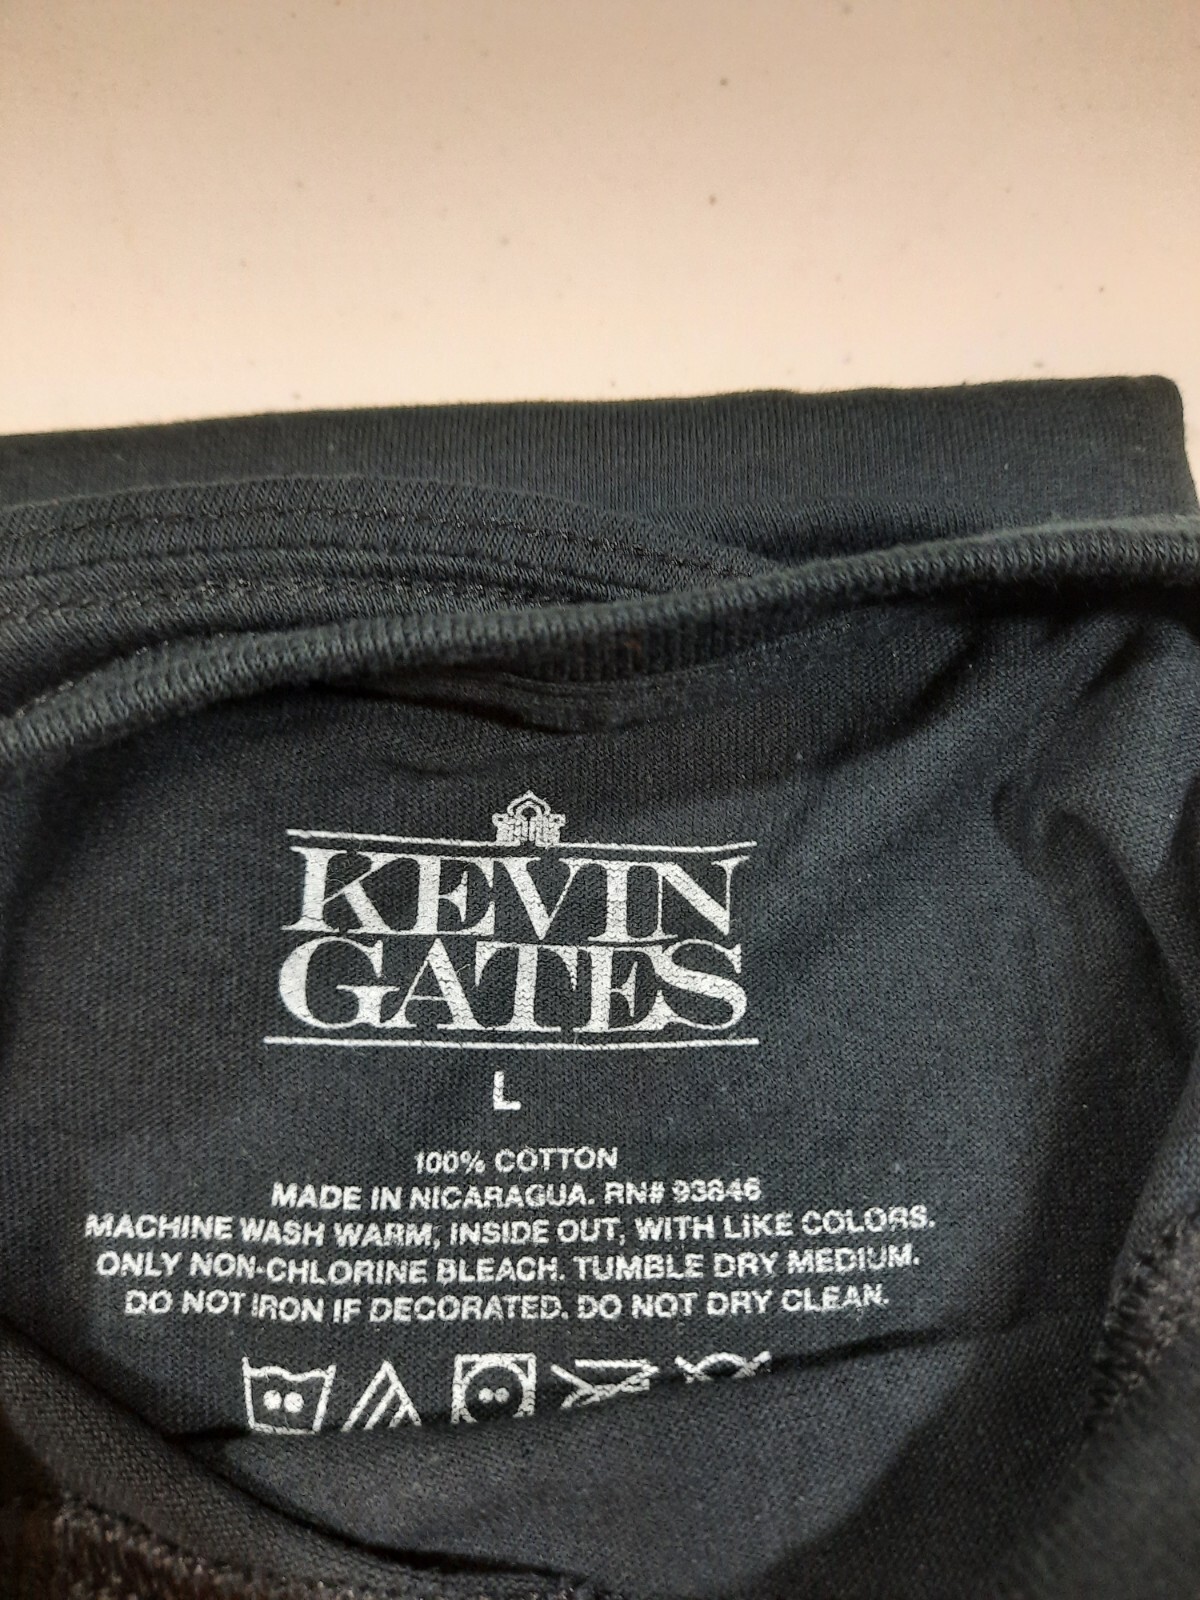 KEVIN
GATES
L
100% COTTON
MADE IN NICARAGUA. RN# 93846
MACHINE WASH WARM, INSIDE OUT, WITH LIKE COLORS.
ONLY NON-CHLORINE BLEACH. TUMBLE DRY MEDIUM.
DO NOT IRON IF DECORATED. DO NOT DRY CLEAN.